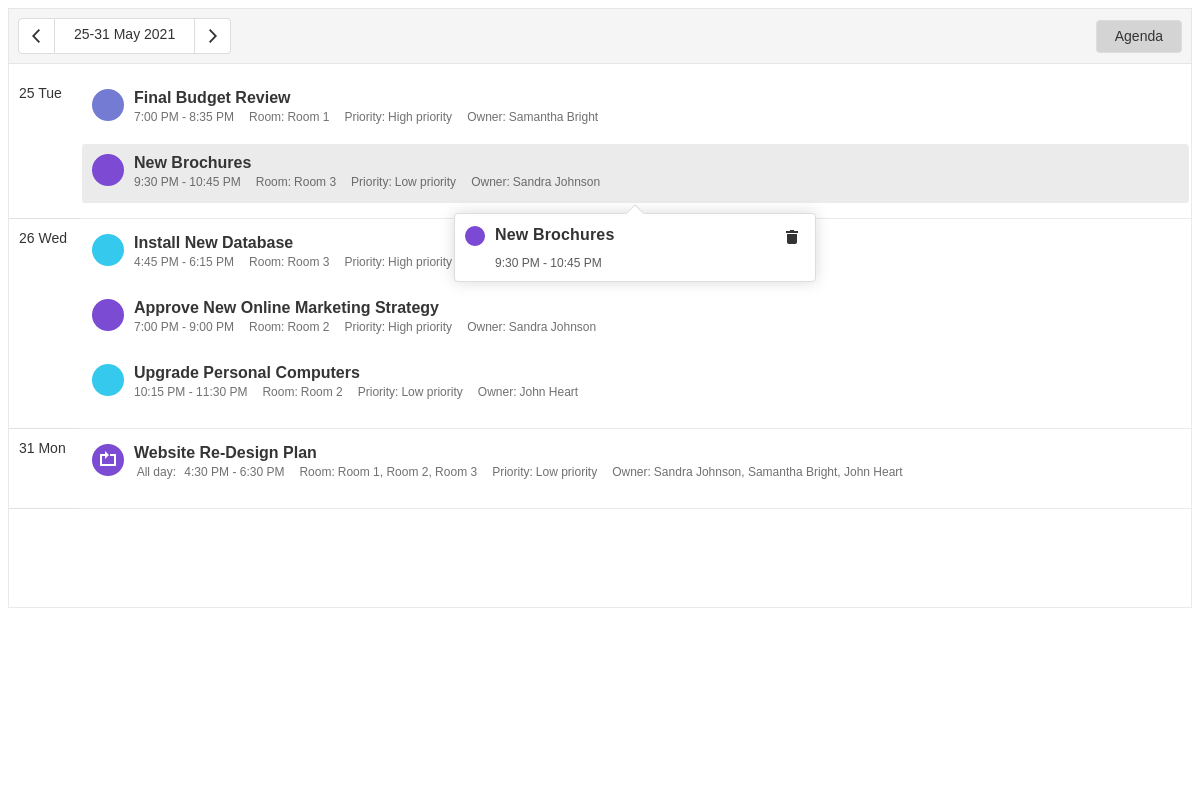 25-31 May 2021
Agenda
25 Tue
Final Budget Review
7:00 PM - 8:35 PM Room: Room 1 Priority: High priority Owner: Samantha Bright
New Brochures
9:30 PM - 10:45 PM Room: Room 3 Priority: Low priority Owner: Sandra Johnson
26 Wed
Install New Database
4:45 PM - 6:15 PM Room: Room 3 Priority: High priority
New Brochures
9:30 PM - 10:45 PM
Approve New Online Marketing Strategy
7:00 PM - 9:00 PM Room: Room 2 Priority: High priority Owner: Sandra Johnson
Upgrade Personal Computers
10:15 PM - 11:30 PM Room: Room 2 Priority: Low priority Owner: John Heart
31 Mon
Website Re-Design Plan
All day: 4:30 PM - 6:30 PM Room: Room 1, Room 2, Room 3 Priority: Low priority Owner: Sandra Johnson, Samantha Bright, John Heart